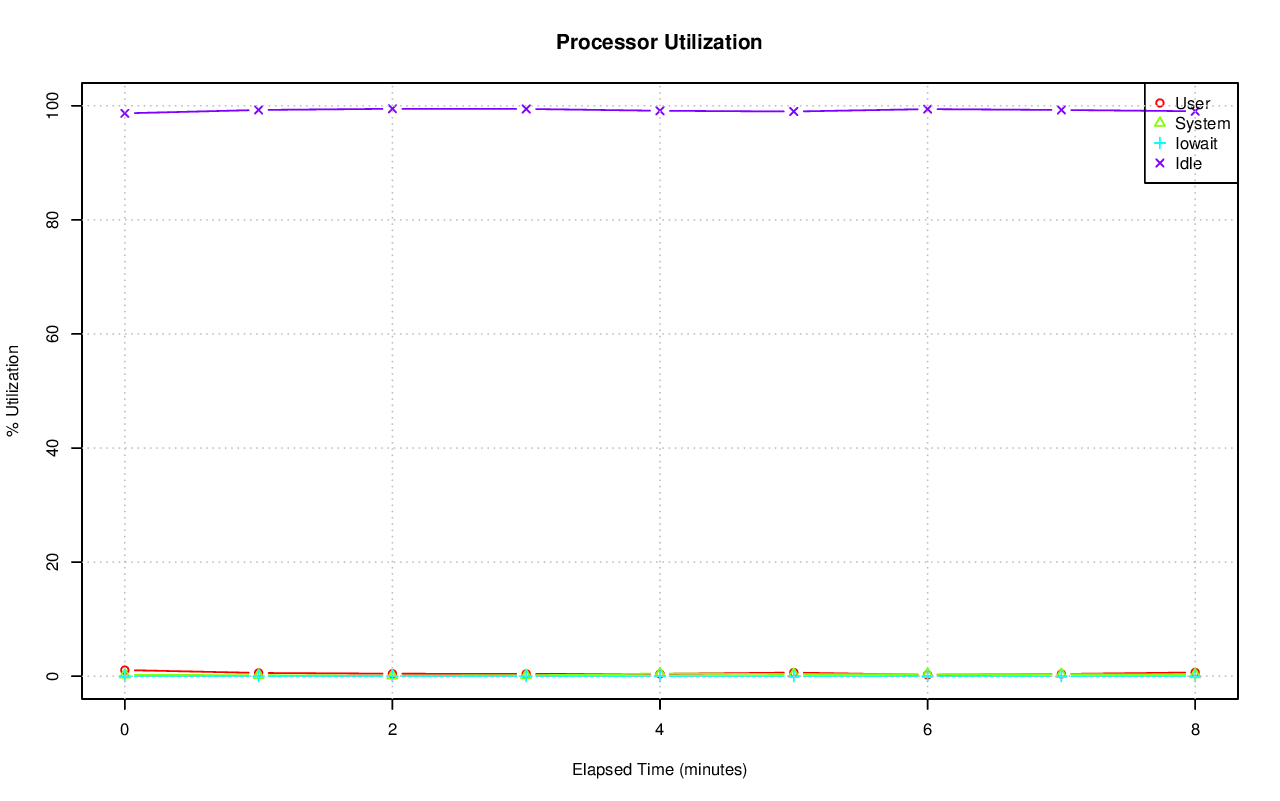 Processor Utilization
100
80
60
40
20
0
% Utilization
User
System
Iowait
Idle
0 2 4 6 8
Elapsed Time (minutes)